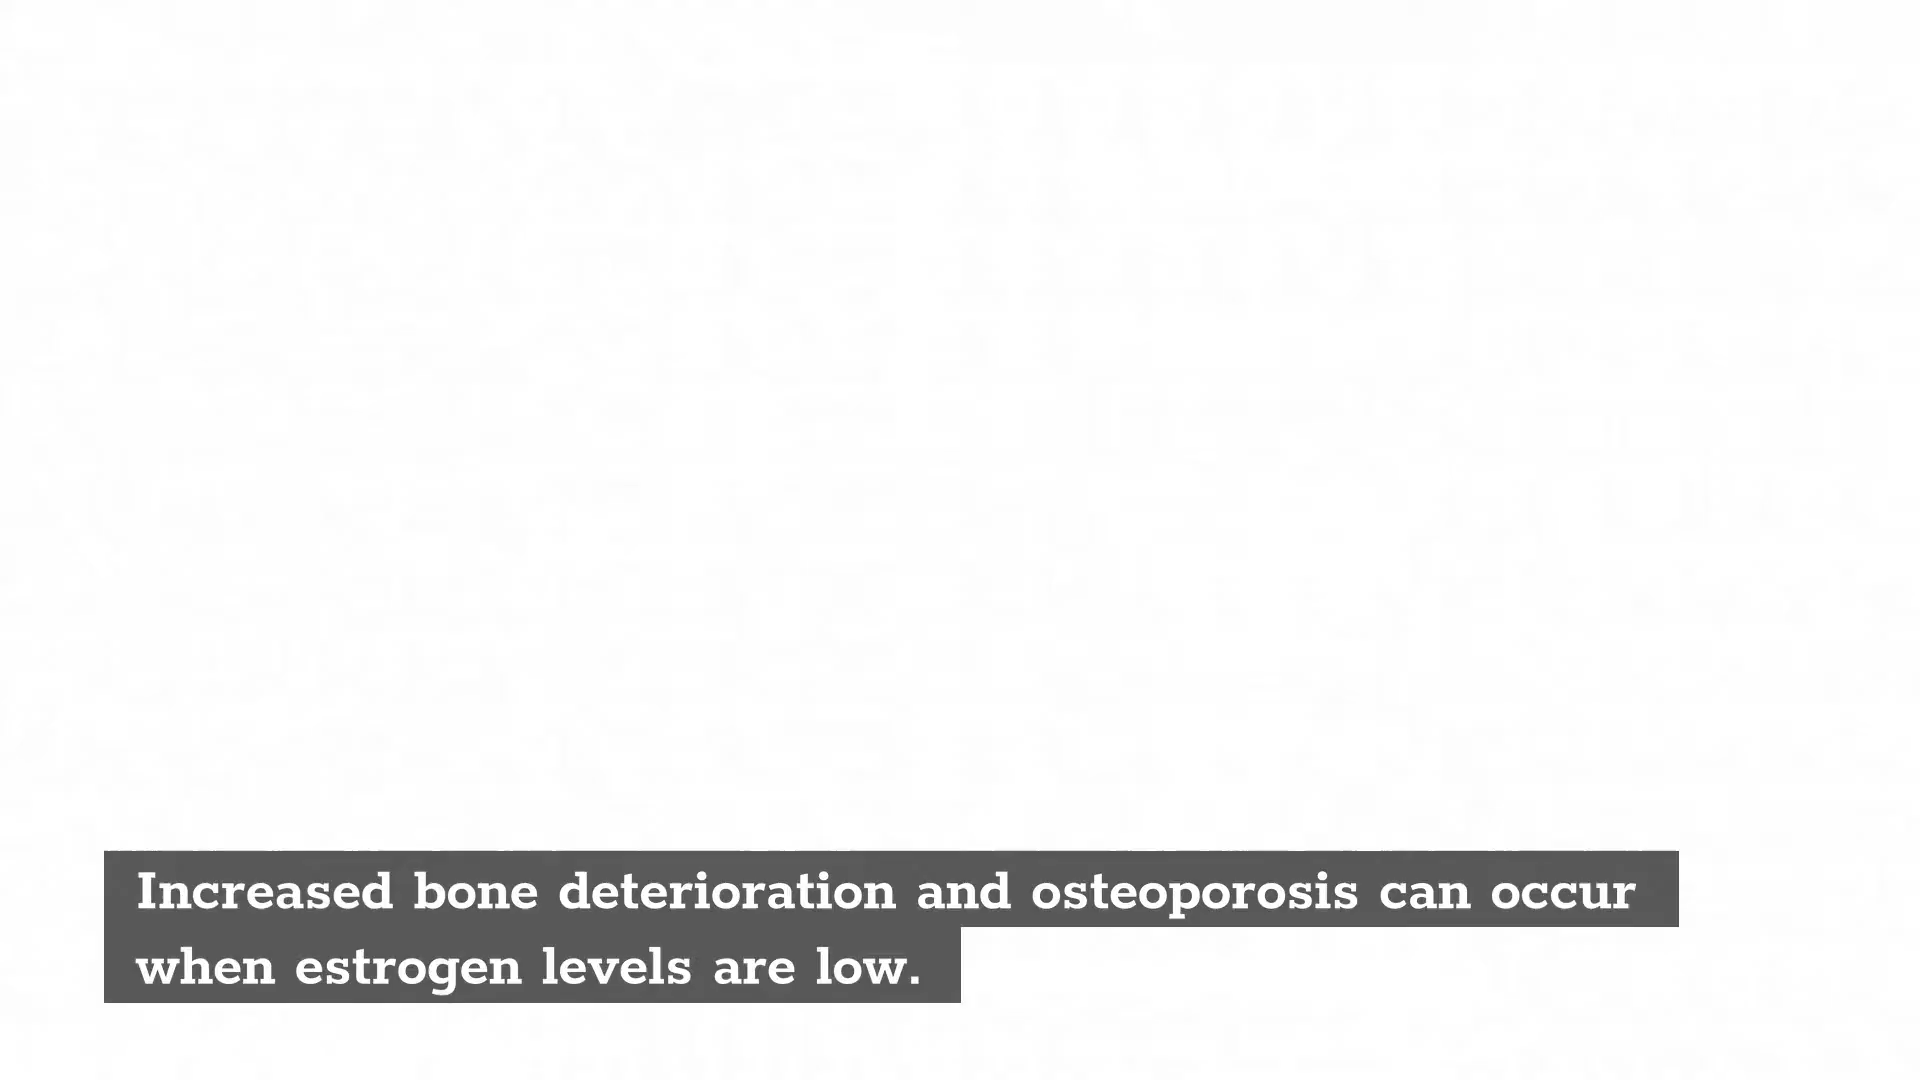 Increased bone deterioration and osteoporosis can occur
when estrogen levels are low.